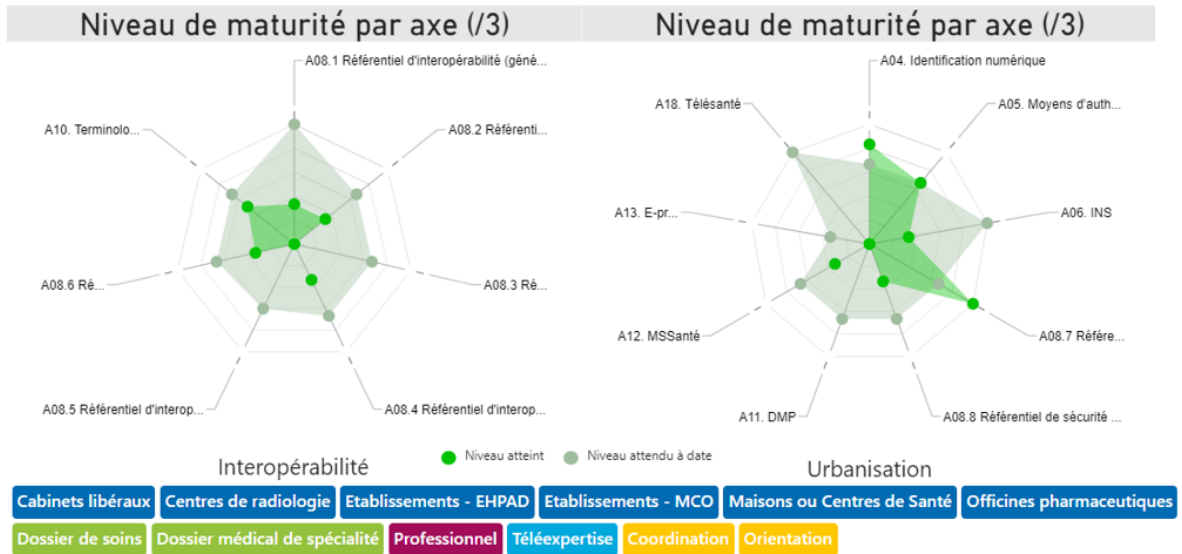 Niveau de maturité par axe (/3)
A08.1 Référentiel d'interopérabilité (géné...
A10. Terminolo...
A08.2 Référenti...
A08.6 Ré...
A08.3 Ré...
A08.5 Référentiel d'interop...
A08.4 Référentiel d'interop...
Interopérabilité
Niveau de maturité par axe (/3)
A04. Identification numérique
A18. Télésanté
A05. Moyens d'auth...
A13. E-pr...
A06. INS
A12. MSSanté
A08.7 Référe...
A11. DMP
A08.8 Référentiel de sécurité ...
Niveau atteint Niveau attendu à date
Urbanisation
Cabinets libéraux Centres de radiologie Etablissements - EHPAD Etablissements - MCO Maisons ou Centres de Santé Officines pharmaceutiques
Dossier de soins Dossier médical de spécialité Professionnel Téléexpertise Coordination Orientation